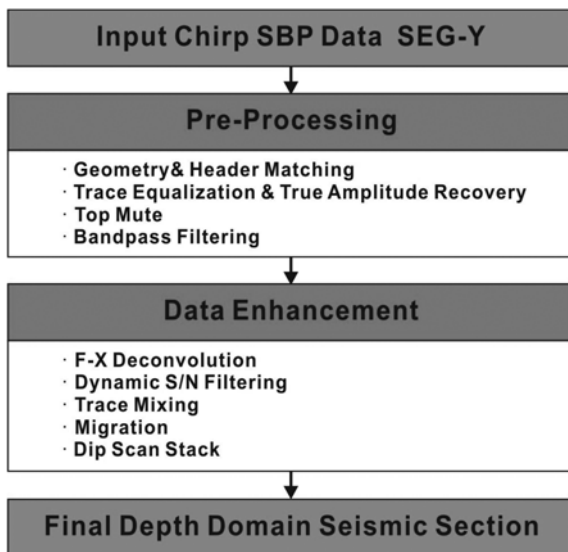 Input Chirp SBP Data SEG-Y
Pre-Processing
· Geometry& Header Matching
· Trace Equalization & True Amplitude Recovery
· Top Mute
· Bandpass Filtering
Data Enhancement
· F-X Deconvolution
· Dynamic S/N Filtering
· Trace Mixing
· Migration
· Dip Scan Stack
Final Depth Domain Seismic Section